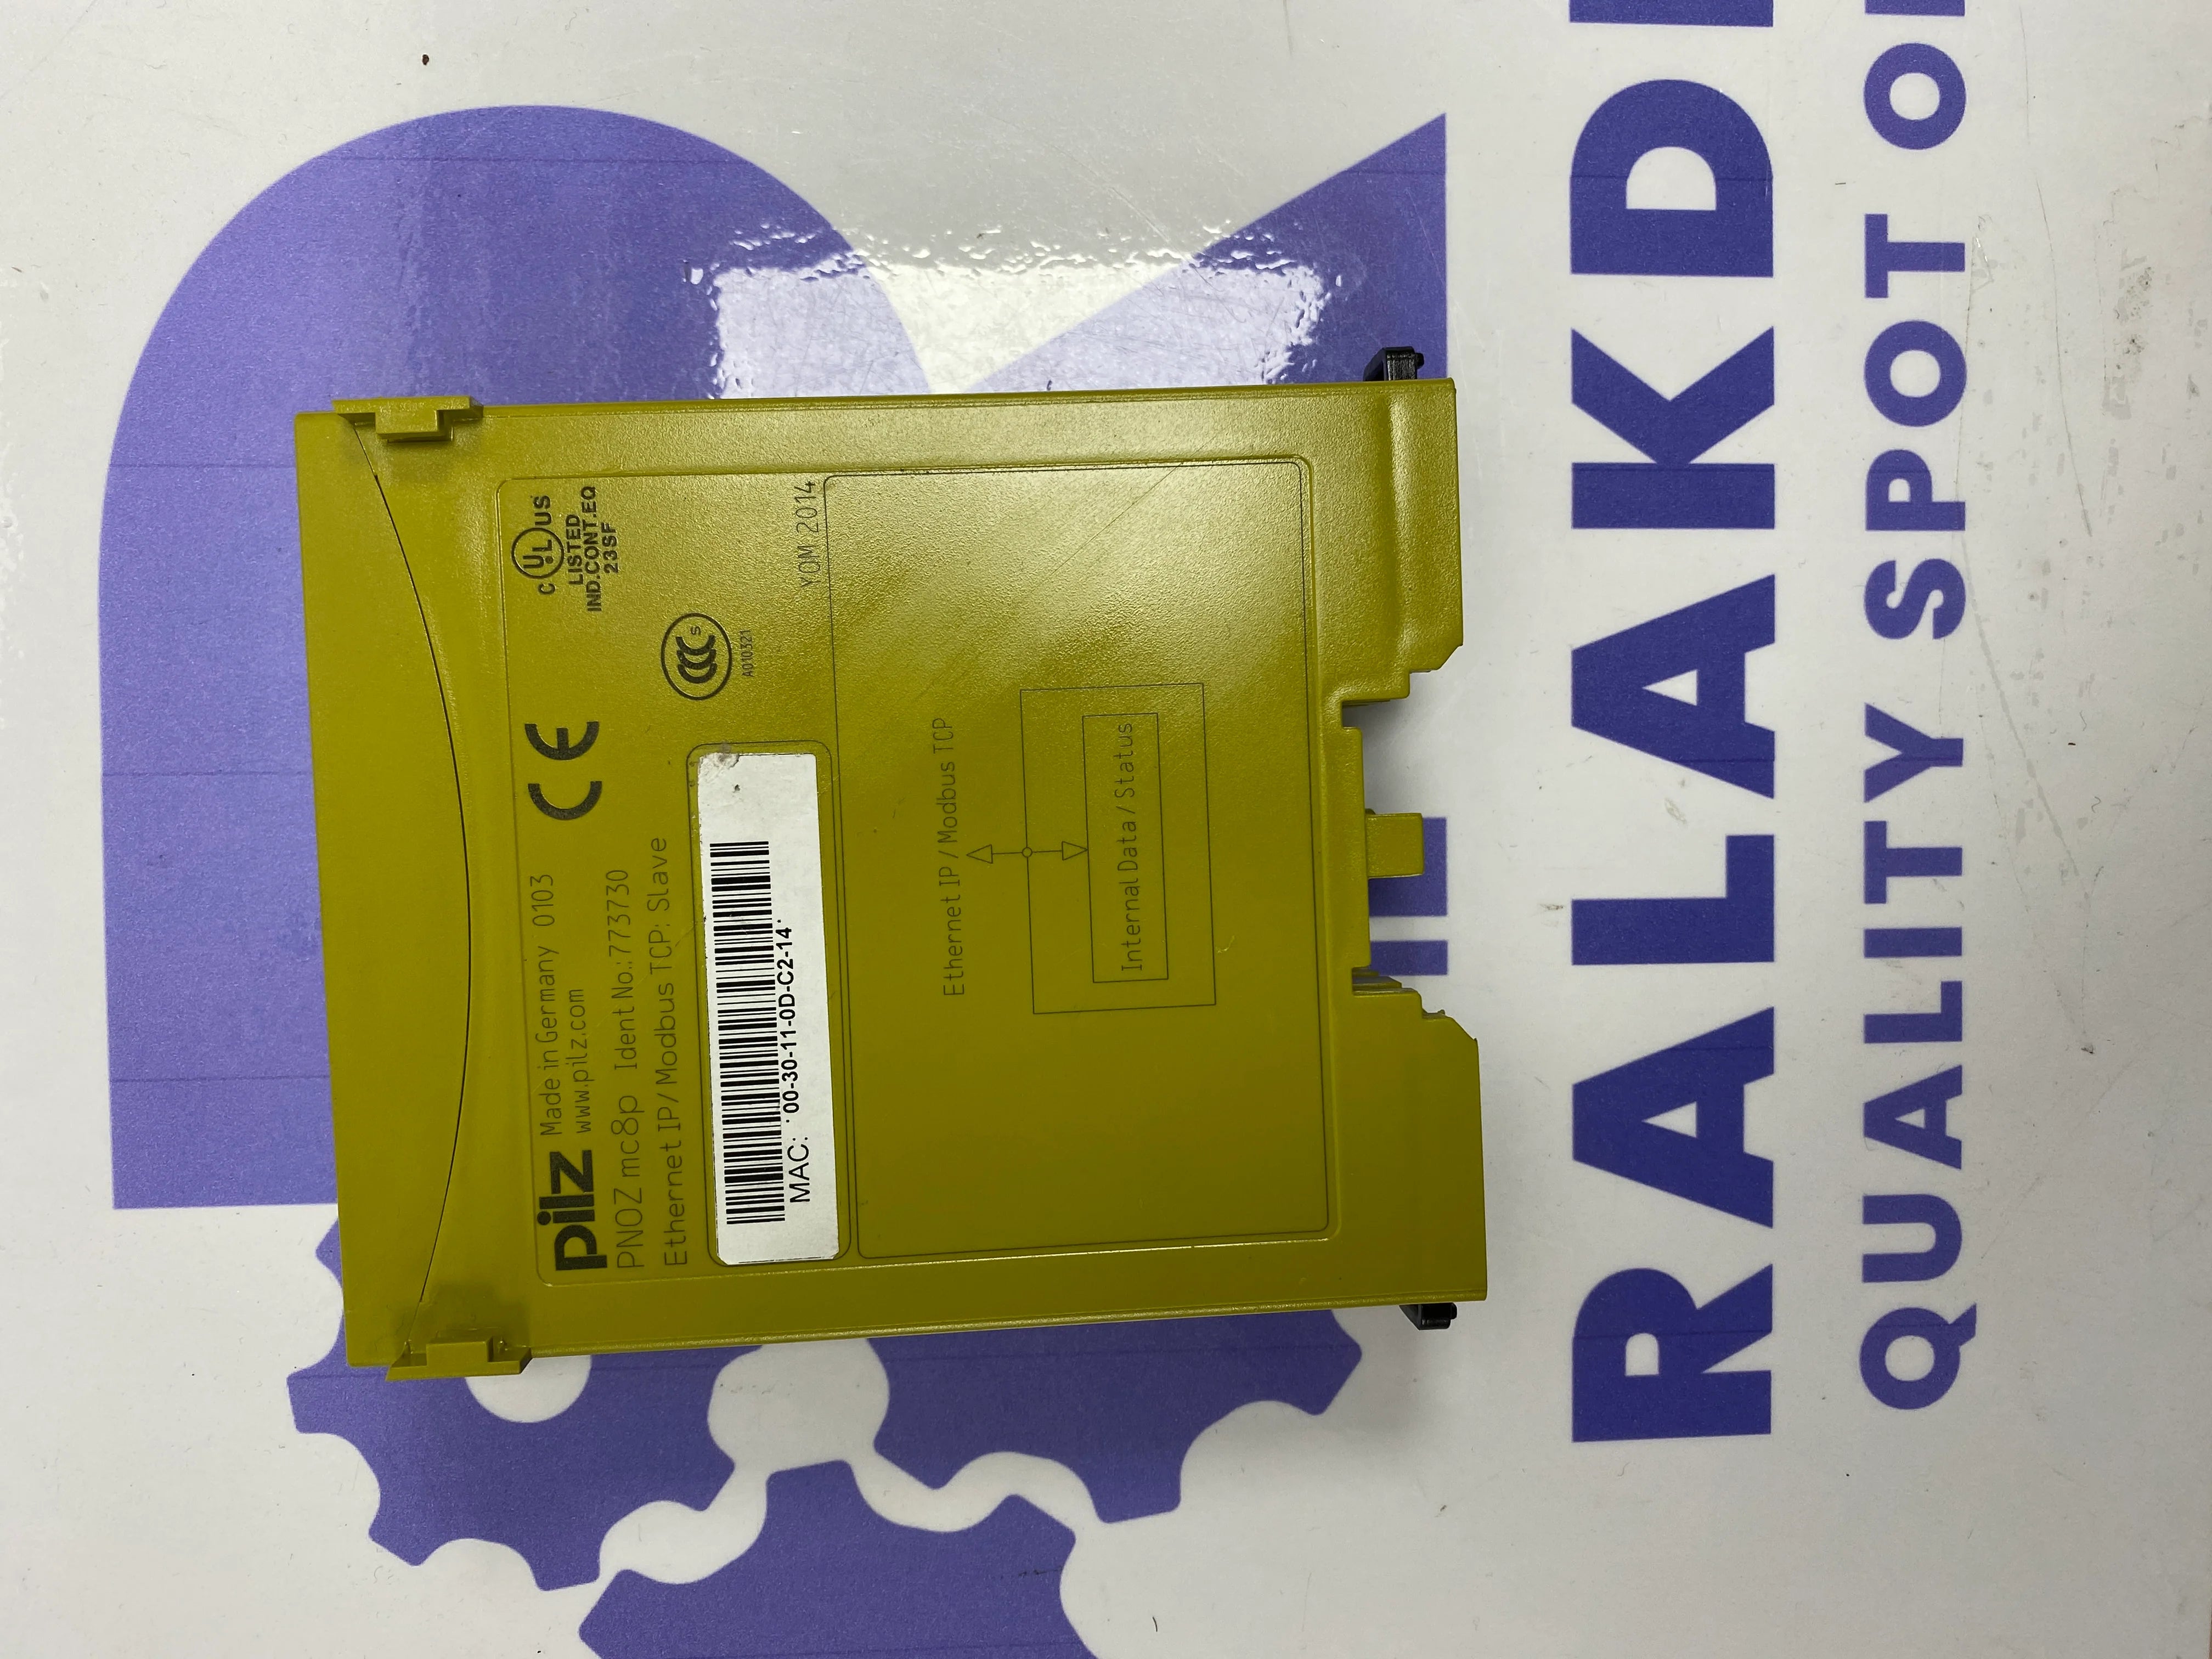 pilz Made in Germany 0103
www.pilz.com
PNOZ mc8p Ident No.:773730
Ethernet IP/ Modbus TCP: Slave
CE
c UL US
LISTED
IND.CONT.EQ
23SF
CCC S
A010321
YOM 2014
MAC: 00-30-11-0D-C2-14
Ethernet IP / Modbus TCP
Internal Data / Status
RALAKD
QUALITY SPOT O